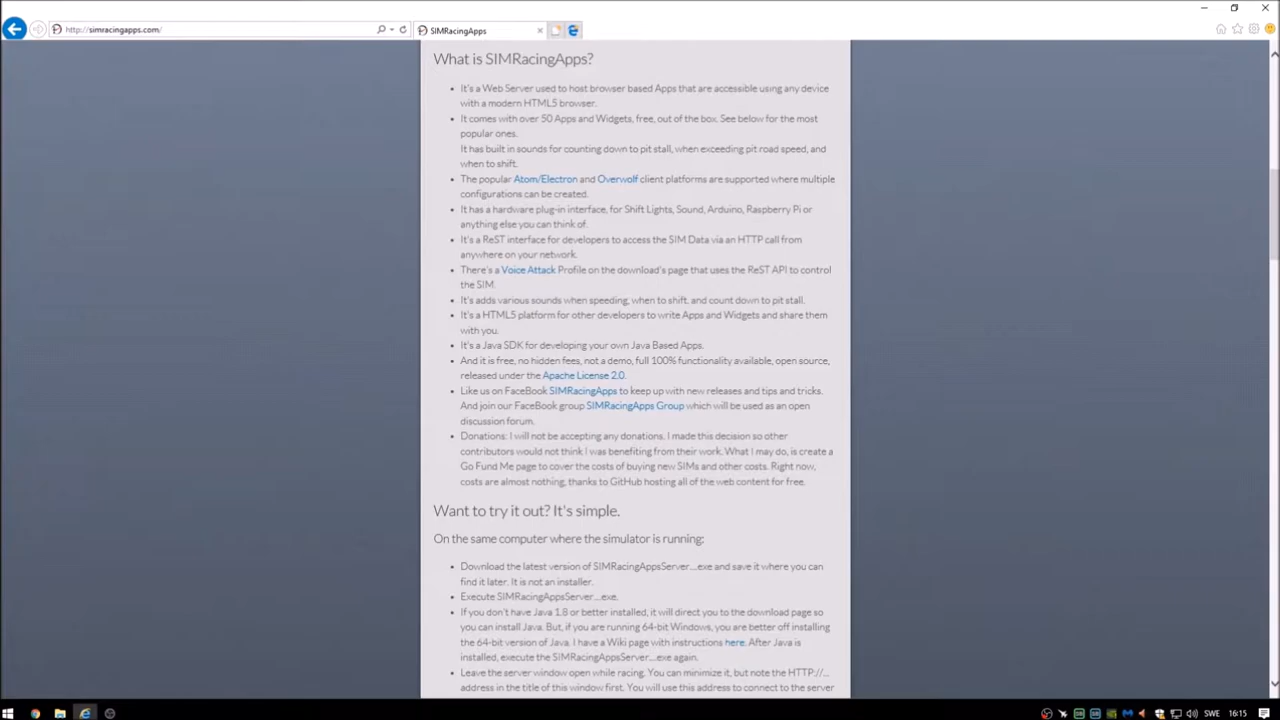 http://simracingapps.com/
SIMRacingApps
What is SIMRacingApps?
It's a Web Server used to host browser based Apps that are accessible using any device
with a modern HTML5 browser.
It comes with over 50 Apps and Widgets, free, out of the box. See below for the most
popular ones.
It has built in sounds for counting down to pit stall, when exceeding pit road speed, and
when to shift.
The popular Atom/Electron and Overwolf client platforms are supported where multiple
configurations can be created.
It has a hardware plug-in interface, for Shift Lights, Sound, Arduino, Raspberry Pi or
anything else you can think of.
It's a ReST interface for developers to access the SIM Data via an HTTP call from
anywhere on your network.
There's a Voice Attack Profile on the download's page that uses the ReST API to control
the SIM
It's adds various sounds when speeding, when to shift. and count down to pit stall.
It's a HTML5 platform for other developers to write Apps and Widgets and share them
with you.
It's a Java SDK for developing your own Java Based Apps.
And it is free, no hidden fees, not a demo, full 100% functionality available, open source,
released under the Apache License 2.0.
Like us on FaceBook SIMRacingApps to keep up with new releases and tips and tricks.
And join our FaceBook group SIMRacingApps Group which will be used as an open
discussion forum.
Donations: I will not be accepting any donations. I made this decision so other
contributors would not think I was benefiting from their work. What I may do, is create a
Go Fund Me page to cover the costs of buying new SIMs and other costs. Right now,
costs are almost nothing, thanks to GitHub hosting all of the web content for free.
Want to try it out? It's simple.
On the same computer where the simulator is running:
Download the latest version of SIMRacingAppsServer...exe and save it where you can
find it later. It is not an installer.
Execute SIMRacingAppsServer...exe.
If you don't have Java 1.8 or better installed, it will direct you to the download page so
you can install Java. But, if you are running 64-bit Windows, you are better off installing
the 64-bit version of Java. I have a Wiki page with instructions here. After Java is
installed, execute the SIMRacingAppsServer...exe again.
Leave the server window open while racing. You can minimize it, but note the HTTP://...
address in the title of this window first. You will use this address to connect to the server
SWE
16:15